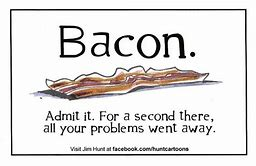 Bacon.
Admit it. For a second there,
all your problems went away.
Visit Jim Hunt at facebook.com/huntcartoons